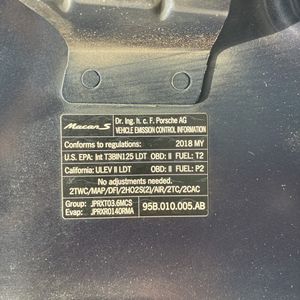 Macan S
Dr. Ing. h. c. F. Porsche AG
VEHICLE EMISSION CONTROL INFORMATION
Conforms to regulations: 2018 MY
U.S. EPA: Int T3BIN125 LDT OBD: II FUEL: T2
California: ULEV II LDT OBD: II FUEL: P2
No adjustments needed.
2TWC/MAP/DFI/2HO2S(2)/AIR/2TC/2CAC
Group: JPRXT03.6MCS
Evap: JPRXR0140RMA
95B.010.005.AB